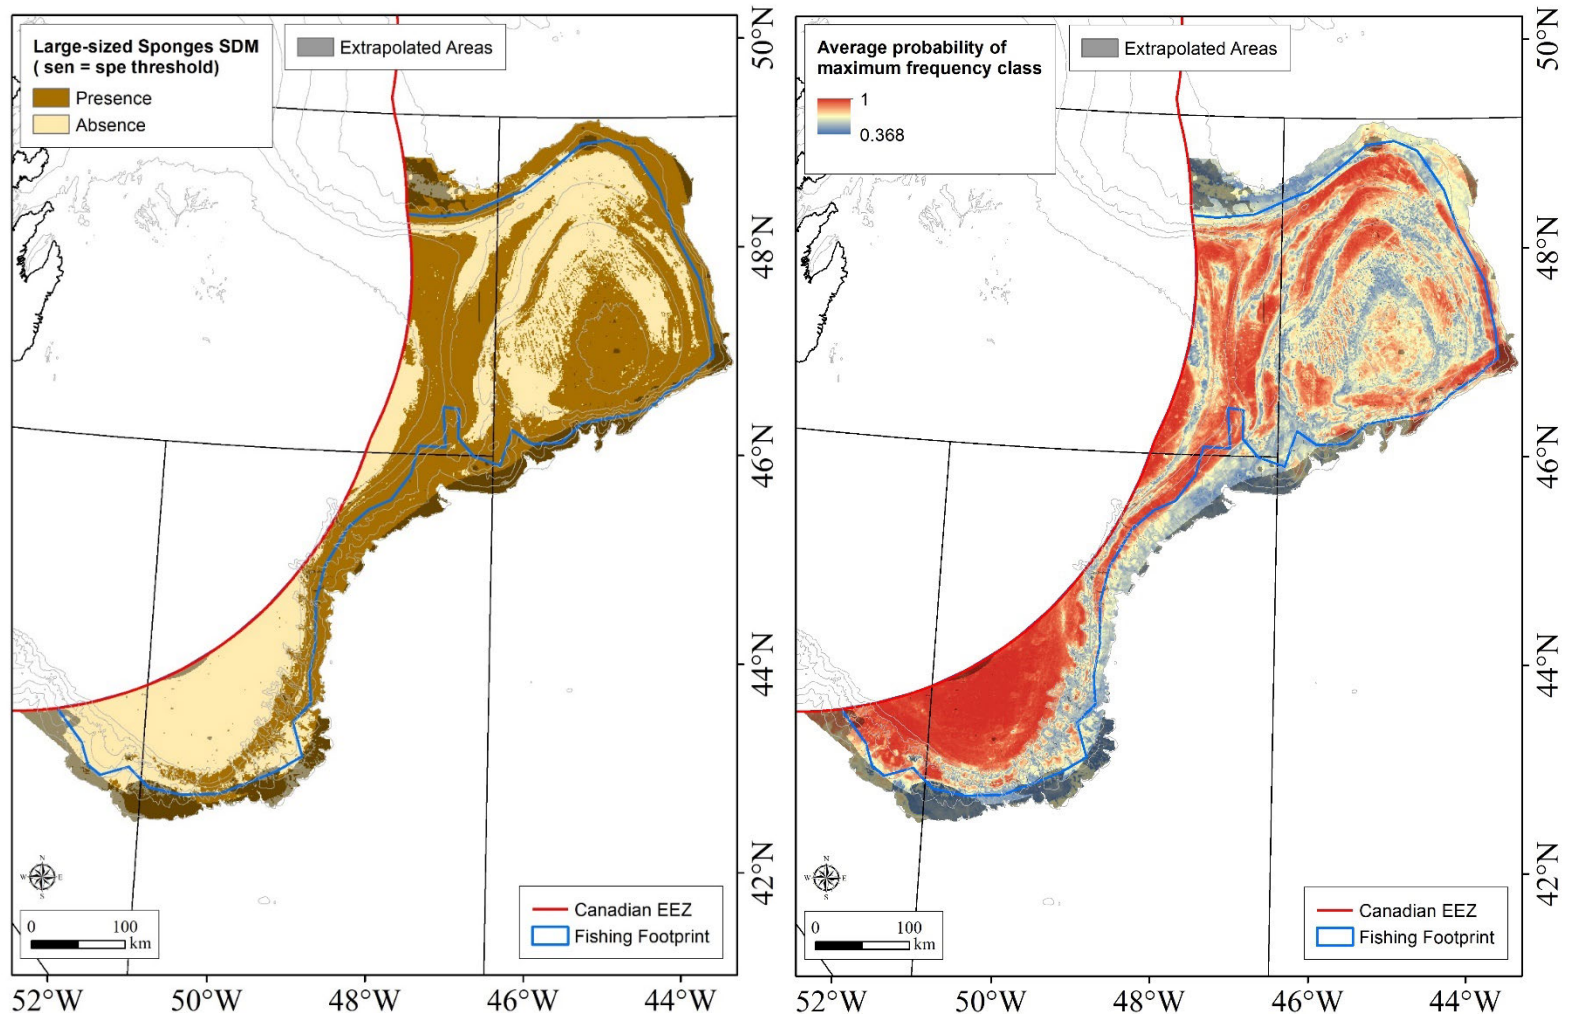 Large-sized Sponges SDM
( sen = spe threshold)
Presence
Absence
Extrapolated Areas
50°N
48°N
46°N
44°N
42°N
N
W
E
S
0
100
km
Canadian EEZ
Fishing Footprint
52°W
50°W
48°W
46°W
44°W
Average probability of
maximum frequency class
1
0.368
Extrapolated Areas
50°N
48°N
46°N
44°N
42°N
N
W
E
S
0
100
km
Canadian EEZ
Fishing Footprint
52°W
50°W
48°W
46°W
44°W